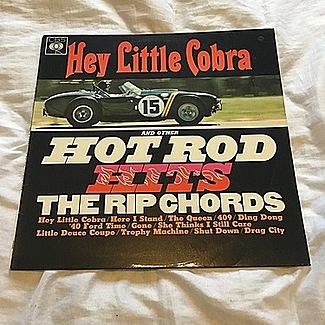 CBS
Hey Little Cobra
15
AND OTHER
HOT ROD
HITS
THE RIP CHORDS
Hey Little Cobra/Here I Stand/The Queen/409/Ding Dong
'40 Ford Time/Gone/She Thinks I Still Care
Little Deuce Coupe/Trophy Machine/Shut Down/Drag City